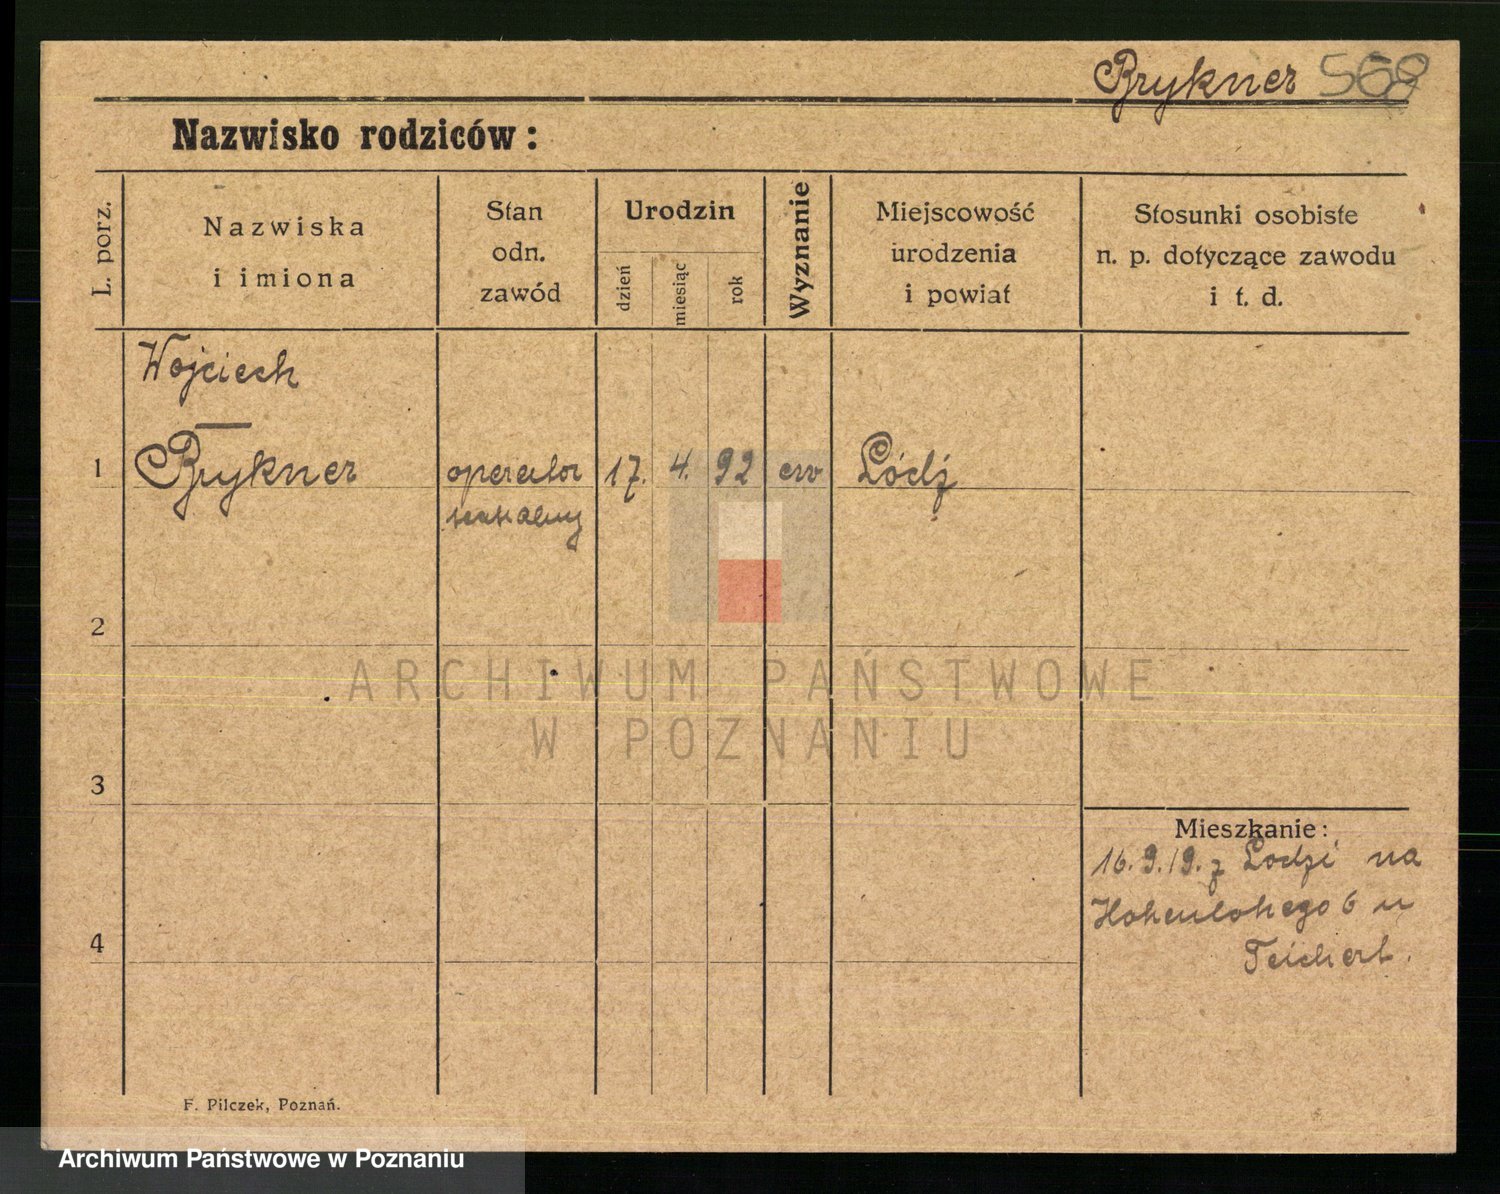 Brykner 568
Nazwisko rodziców:
L. porz.
Nazwiska
i imiona
Stan
odn.
zawód
Urodzin
dzień
miesiąc
rok
Wyznanie
Miejscowość
urodzenia
i powiat
Stosunki osobiste
n. p. dotyczące zawodu
i t. d.
Wojciech
1 Brykner operator 17. 4. 92 ew Łódź
teatralny
2
3
4
Mieszkanie:
16.9.19. z Łodzi na
Hohenlohego 6 u
Teichert.
F. Pilczek, Poznań.
ARCHIWUM PAŃSTWOWE
W POZNANIU
Archiwum Państwowe w Poznaniu